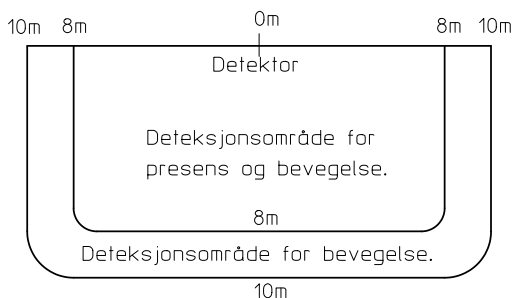 10m 8m 0m 8m 10m
Detektor
Deteksjonsområde for
presens og bevegelse.
8m
Deteksjonsområde for bevegelse.
10m